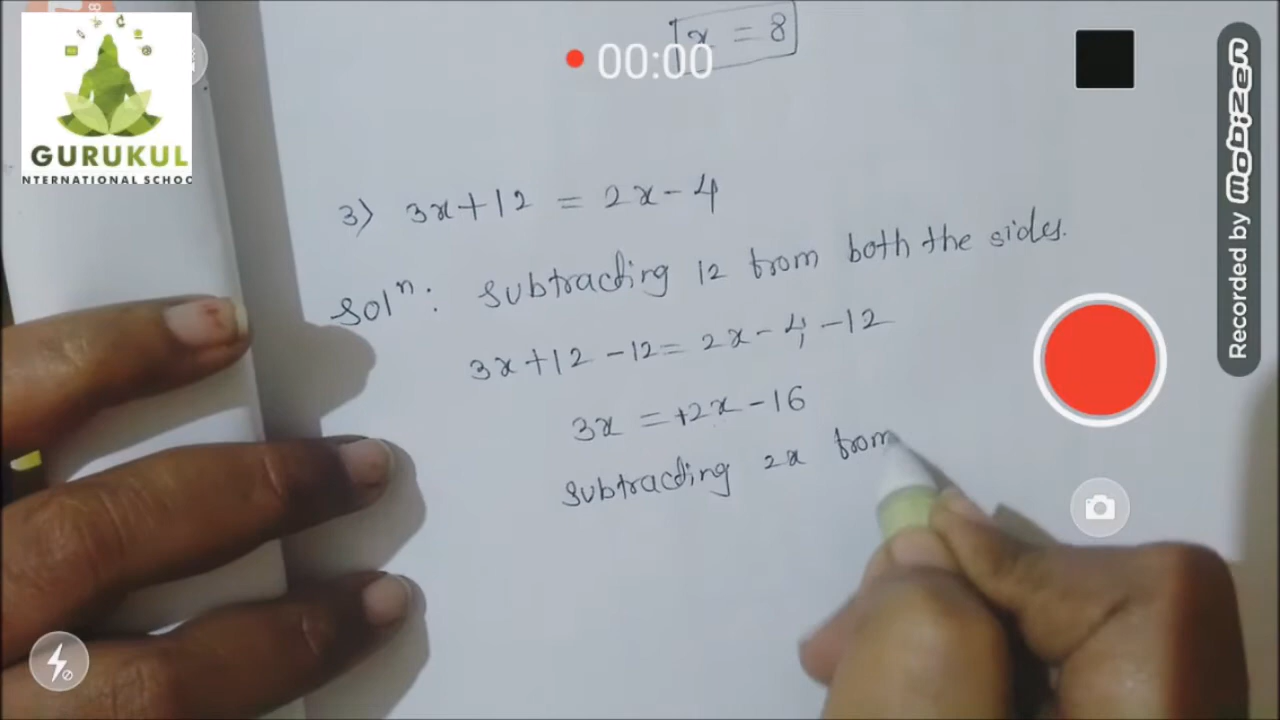 x = 8
00:00
GURUKUL
NTERNATIONAL SCHOO
Recorded by mobizen
3) 3x+12 = 2x-4
Solⁿ: Subtracting 12 from both the sides.
3x+12-12=2x-4-12
3x=+2x-16
Subtracting 2x from